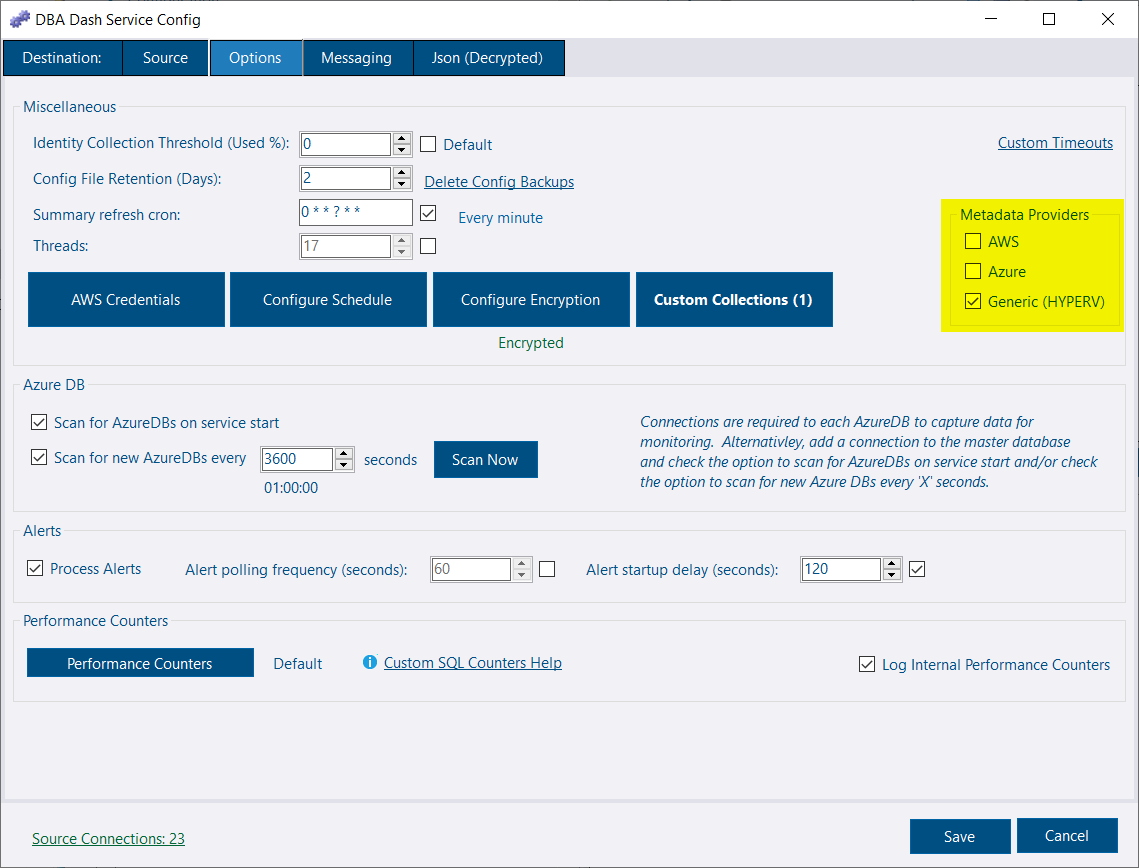 DBA Dash Service Config
Destination: Source Options Messaging Json (Decrypted)
Miscellaneous
Identity Collection Threshold (Used %): 0 Default
Custom Timeouts
Config File Retention (Days): 2 Delete Config Backups
Summary refresh cron: 0 * * ? * * Every minute
Threads: 17
Metadata Providers
AWS
Azure
Generic (HYPERV)
AWS Credentials Configure Schedule Configure Encryption Custom Collections (1)
Encrypted
Azure DB
Scan for AzureDBs on service start
Scan for new AzureDBs every 3600 seconds Scan Now
01:00:00
Connections are required to each AzureDB to capture data for
monitoring. Alternativley, add a connection to the master database
and check the option to scan for AzureDBs on service start and/or check
the option to scan for new Azure DBs every 'X' seconds.
Alerts
Process Alerts Alert polling frequency (seconds): 60 Alert startup delay (seconds): 120
Performance Counters
Performance Counters Default Custom SQL Counters Help Log Internal Performance Counters
Source Connections: 23
Save Cancel